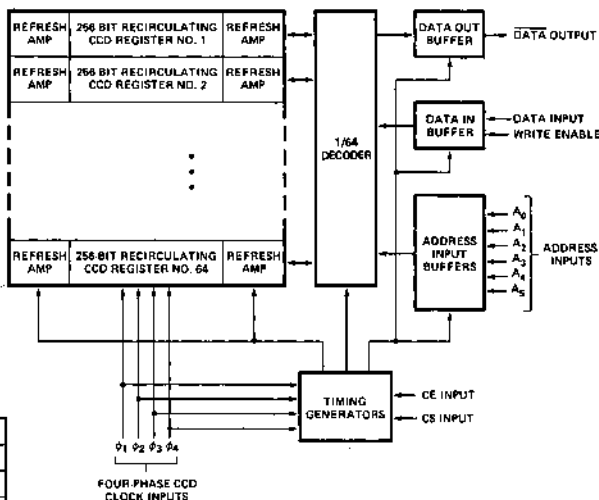 REFRESH AMP
256 BIT RECIRCULATING CCD REGISTER NO. 1
REFRESH AMP
REFRESH AMP
256 BIT RECIRCULATING CCD REGISTER NO. 2
REFRESH AMP
REFRESH AMP
256-BIT RECIRCULATING CCD REGISTER NO. 64
REFRESH AMP
1/64
DECODER
DATA OUT
BUFFER
DATA OUTPUT
DATA IN
BUFFER
DATA INPUT
WRITE ENABLE
ADDRESS
INPUT
BUFFERS
A0
A1
A2
A3
A4
A5
ADDRESS
INPUTS
TIMING
GENERATORS
CE INPUT
CS INPUT
ϕ1 ϕ2 ϕ3 ϕ4
FOUR-PHASE CCD
CLOCK INPUTS